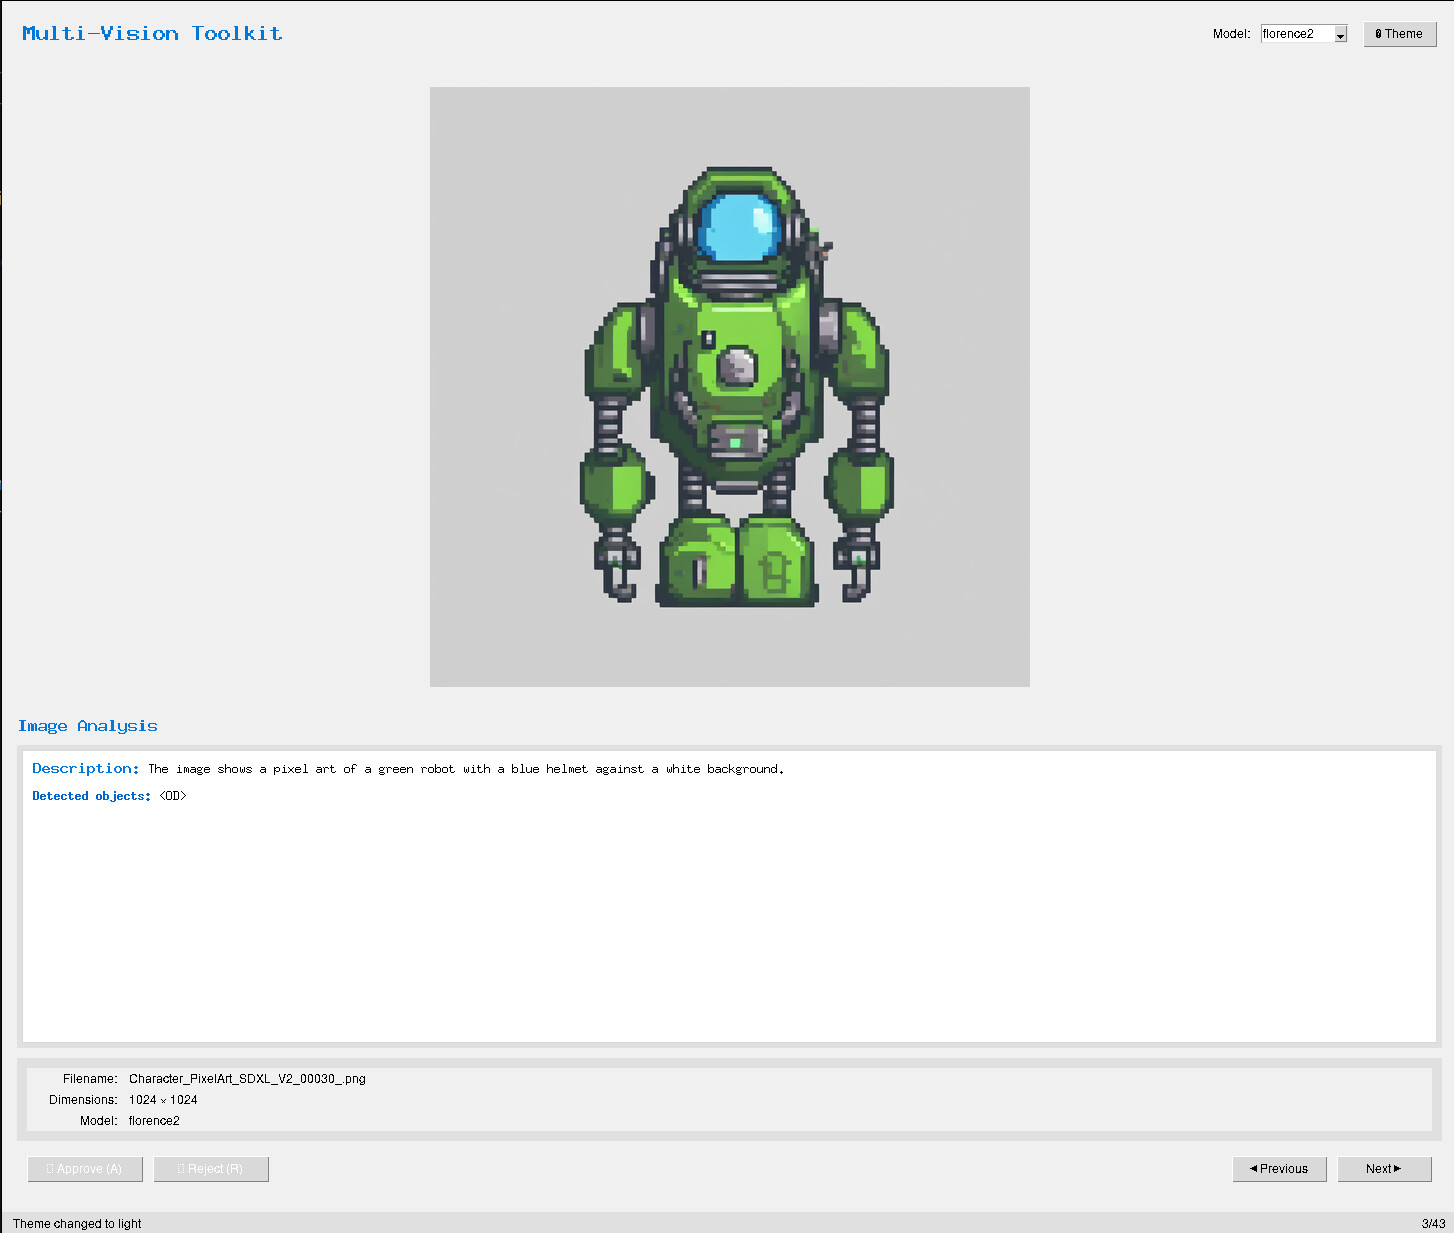 Multi-Vision Toolkit
Model: florence2
Theme
Image Analysis
Description: The image shows a pixel art of a green robot with a blue helmet against a white background.
Detected objects: <OD>
Filename: Character_PixelArt_SDXL_V2_00030_.png
Dimensions: 1024 × 1024
Model: florence2
Approve (A)
Reject (R)
◀ Previous
Next ▶
Theme changed to light
3/43